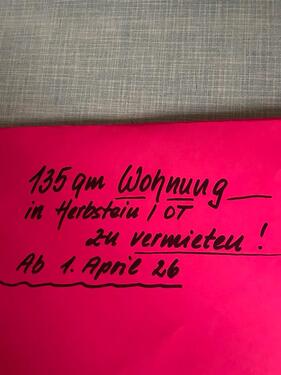 135 qm Wohnung
in Herbstein / OT
zu vermieten!
Ab 1. April 26